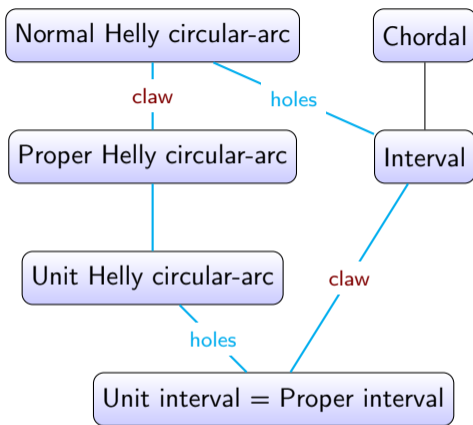 Normal Helly circular-arc
Chordal
claw
holes
Proper Helly circular-arc
Interval
Unit Helly circular-arc
claw
holes
Unit interval = Proper interval